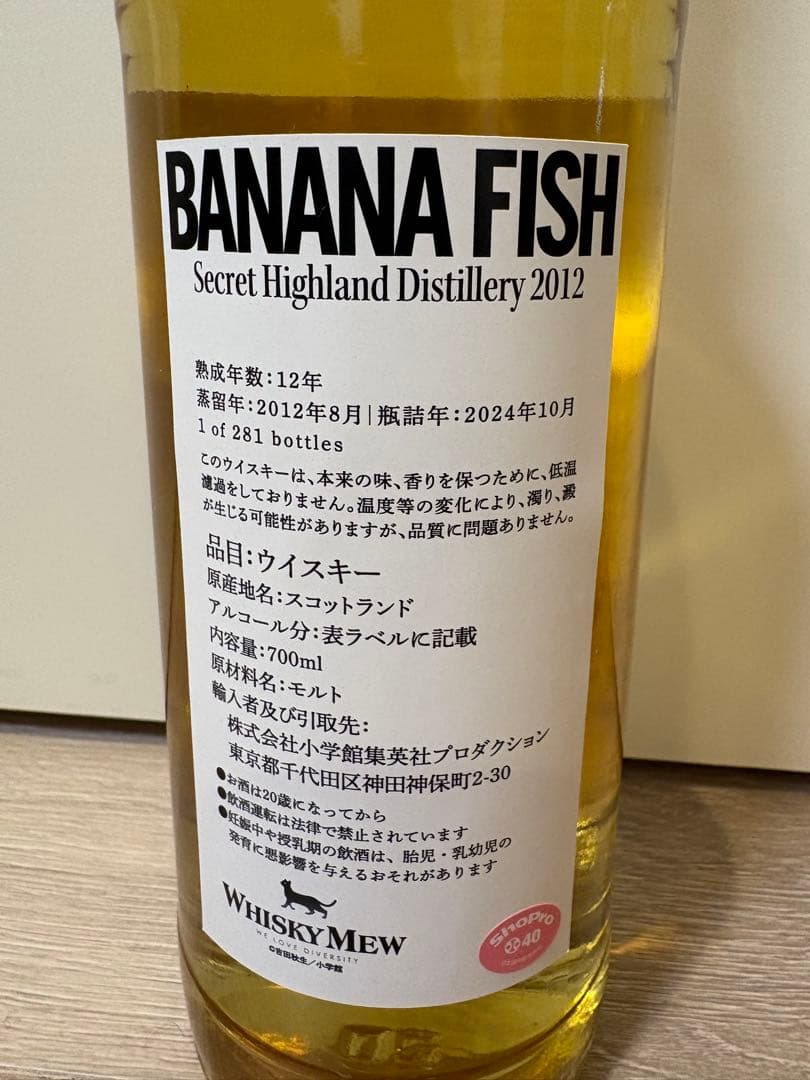 BANANA FISH
Secret Highland Distillery 2012
熟成年数:12年
蒸留年:2012年8月|瓶詰年:2024年10月
1 of 281 bottles
このウイスキーは、本来の味、香りを保つために、低温
濾過をしておりません。温度等の変化により、濁り、澱
が生じる可能性がありますが、品質に問題ありません。
品目:ウイスキー
原産地名:スコットランド
アルコール分:表ラベルに記載
内容量:700ml
原材料名:モルト
輸入者及び引取先:
株式会社小学館集英社プロダクション
東京都千代田区神田神保町2-30
●お酒は20歳になってから
●飲酒運転は法律で禁止されています
●妊娠中や授乳期の飲酒は、胎児・乳幼児の
発育に悪影響を与えるおそれがあります
WHISKY MEW
WE LOVE DIVERSITY
©吉田秋生/小学館
ShoPro
40